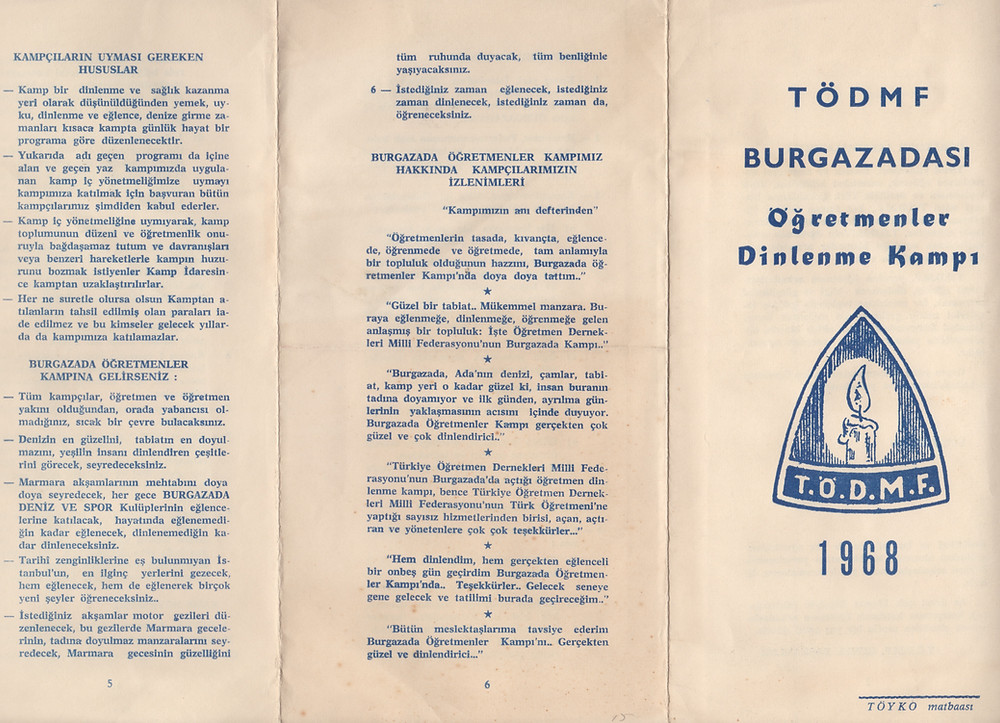 KAMPÇILARIN UYMASI GEREKEN
HUSUSLAR
— Kamp bir dinlenme ve sağlık kazanma
yeri olarak düşünüldüğünden yemek, uy-
ku, dinlenme ve eğlence, denize girme za-
manları kısaca kampta günlük hayat bir
programa göre düzenlenecektir.
— Yukarıda adı geçen programı da içine
alan ve geçen yaz kampımızda uygula-
nan kamp iç yönetmeliğimize uymayı
kampımıza katılmak için başvuran bütün
kampçılarımız şimdiden kabul ederler.
— Kamp iç yönetmeliğine uymıyarak, kamp
toplumunun düzeni ve öğretmenlik onu-
ruyla bağdaşamaz tutum ve davranışları
veya benzeri hareketlerle kampın huzu-
runu bozmak istiyenler Kamp İdaresin-
ce kamptan uzaklaştırılırlar.
— Her ne suretle olursa olsun Kamptan a-
tılanların tahsil edilmiş olan paraları ia-
de edilmez ve bu kimseler gelecek yıllar-
da da kampımıza katılamazlar.
BURGAZADA ÖĞRETMENLER
KAMPINA GELİRSENİZ :
— Tüm kampçılar, öğretmen ve öğretmen
yakını olduğundan, orada yabancısı ol-
madığınız, sıcak bir çevre bulacaksınız.
— Denizin en güzelini, tabiatın en doyul-
mazını, yeşilin insanı dinlendiren çeşitle-
rini görecek, seyredeceksiniz.
— Marmara akşamlarının mehtabını doya
doya seyredecek, her gece BURGAZADA
DENİZ VE SPOR Kulüplerinin eğlence-
lerine katılacak, hayatında eğlenemedi-
ğin kadar eğlenecek, dinlenemediğin ka-
dar dinleneceksiniz.
— Tarihî zenginliklerine eş bulunmıyan İs-
tanbul'un, en ilginç yerlerini gezecek,
hem eğlenecek, hem de eğlenerek birçok
yeni şeyler öğreneceksiniz..
— İstediğiniz akşamlar motor gezileri dü-
zenlenecek, bu gezilerde Marmara gecele-
rinin, tadına doyulmaz manzaralarını sey-
redecek, Marmara gecesinin güzelliğini
5
tüm ruhunda duyacak, tüm benliğinle
yaşıyacaksınız.
6 — İstediğiniz zaman eğlenecek, istediğiniz
zaman dinlenecek, istediğiniz zaman da,
öğreneceksiniz.
BURGAZADA ÖĞRETMENLER KAMPIMIZ
HAKKINDA KAMPÇILARIMIZIN
İZLENİMLERİ
"Kampımızın anı defterinden"
"Öğretmenlerin tasada, kıvançta, eğlence-
de, öğrenmede ve öğretmede, tam anlamıyla
bir topluluk olduğunun hazzını, Burgazada öğ-
retmenler Kampı'nda doya doya tattım.."
★
"Güzel bir tabiat.. Mükemmel manzara. Bu-
raya eğlenmeğe, dinlenmeğe, öğrenmeğe gelen
anlaşmış bir topluluk: İşte Öğretmen Dernek-
leri Milli Federasyonu'nun Burgazada Kampı.."
★
"Burgazada, Ada'nın denizi, çamlar, tabi-
at, kamp yeri o kadar güzel ki, insan buranın
tadına doyamıyor ve ilk günden, ayrılma gün-
lerinin yaklaşmasının acısını içinde duyuyor.
Burgazada Öğretmenler Kampı gerçekten çok
güzel ve çok dinlendirici.."
★
"Türkiye Öğretmen Dernekleri Milli Fede-
rasyonu'nun Burgazada'da açtığı öğretmen din-
lenme kampı, bence Türkiye Öğretmen Dernek-
leri Milli Federasyonu'nun Türk Öğretmeni'ne
yaptığı sayısız hizmetlerinden birisi, açan, açtı-
ran ve yönetenlere çok çok teşekkürler..."
★
"Hem dinlendim, hem gerçekten eğlenceli
bir onbeş gün geçirdim Burgazada Öğretmen-
ler Kampı'nda.. Teşekkürler.. Gelecek seneye
gene gelecek ve tatilimi burada geçireceğim.."
★
"Bütün meslektaşlarıma tavsiye ederim
Burgazada Öğretmenler Kampı'nı.. Gerçekten
güzel ve dinlendirici..."
6
15
TÖDMF
BURGAZADASI
Öğretmenler
Dinlenme Kampı
T.Ö.D.M.F.
1968
TÖYKO matbaası